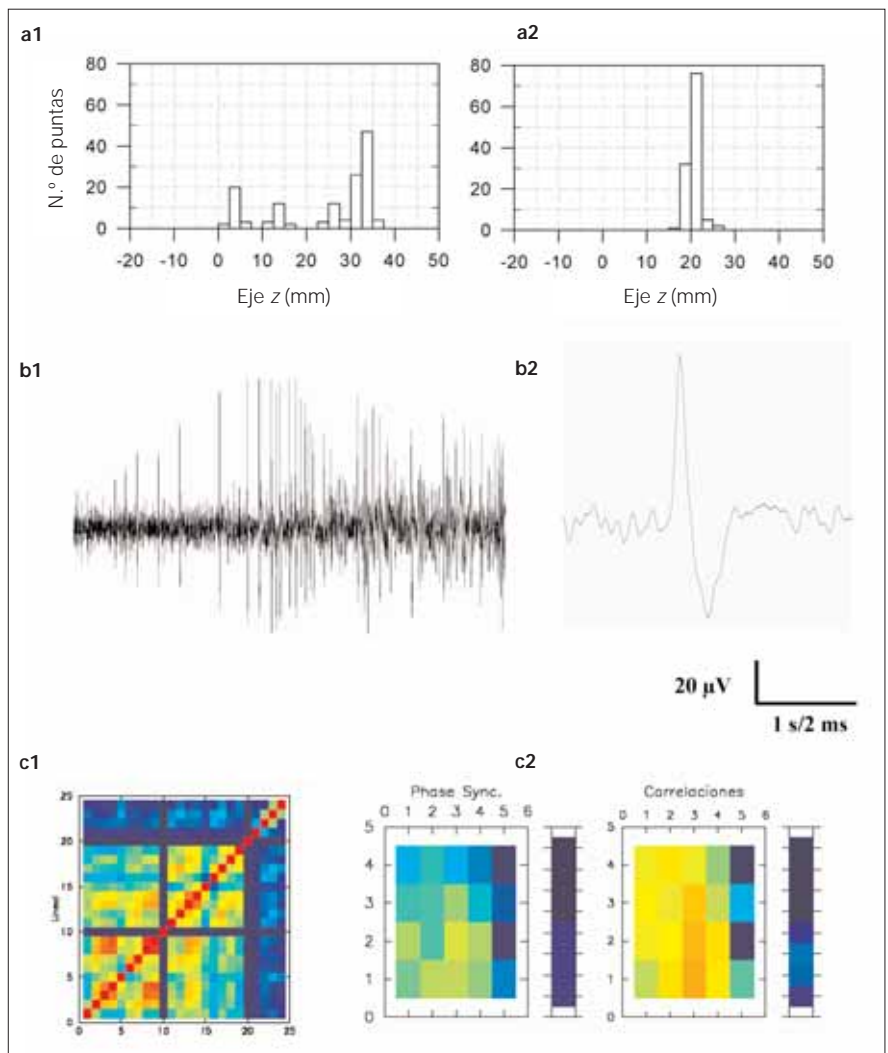 a1
a2
80
60
40
20
0
N.º de puntas
-20 -10 0 10 20 30 40 50
Eje z (mm)
80
60
40
20
0
-20 -10 0 10 20 30 40 50
Eje z (mm)
b1
b2
20 µV
1 s/2 ms
c1
c2
25
20
15
10
5
0
Lineal
0 5 10 15 20 25
Phase Sync.
0 1 2 3 4 5 6
5
4
3
2
1
0
Correlaciones
0 1 2 3 4 5 6
5
4
3
2
1
0